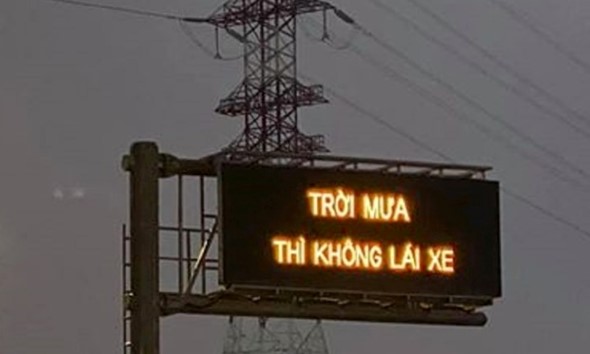 TRỜI MƯA
THÌ KHÔNG LÁI XE